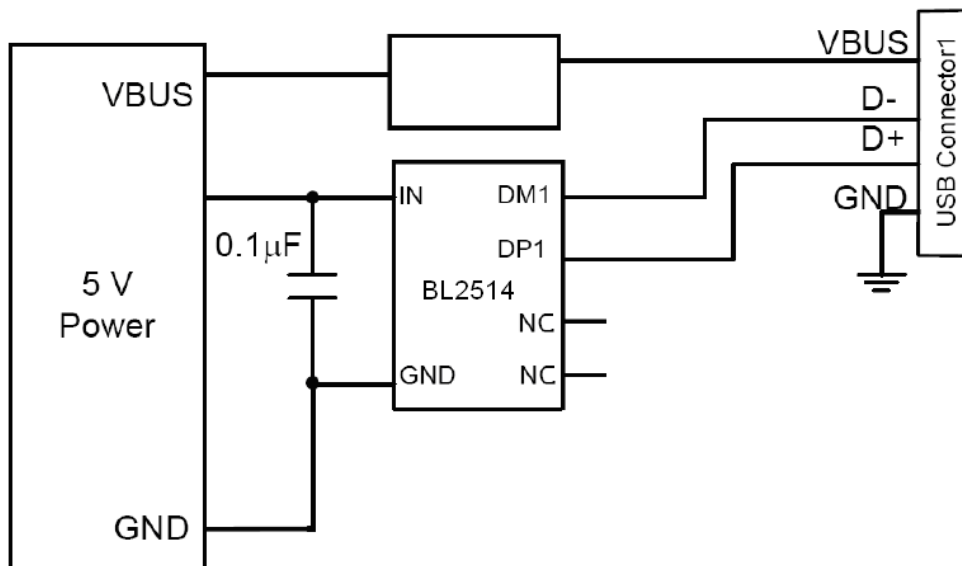 VBUS
VBUS
D-
D+
GND
USB Connector1
IN
DM1
0.1μF
DP1
5 V
Power
BL2514
NC
GND
NC
GND